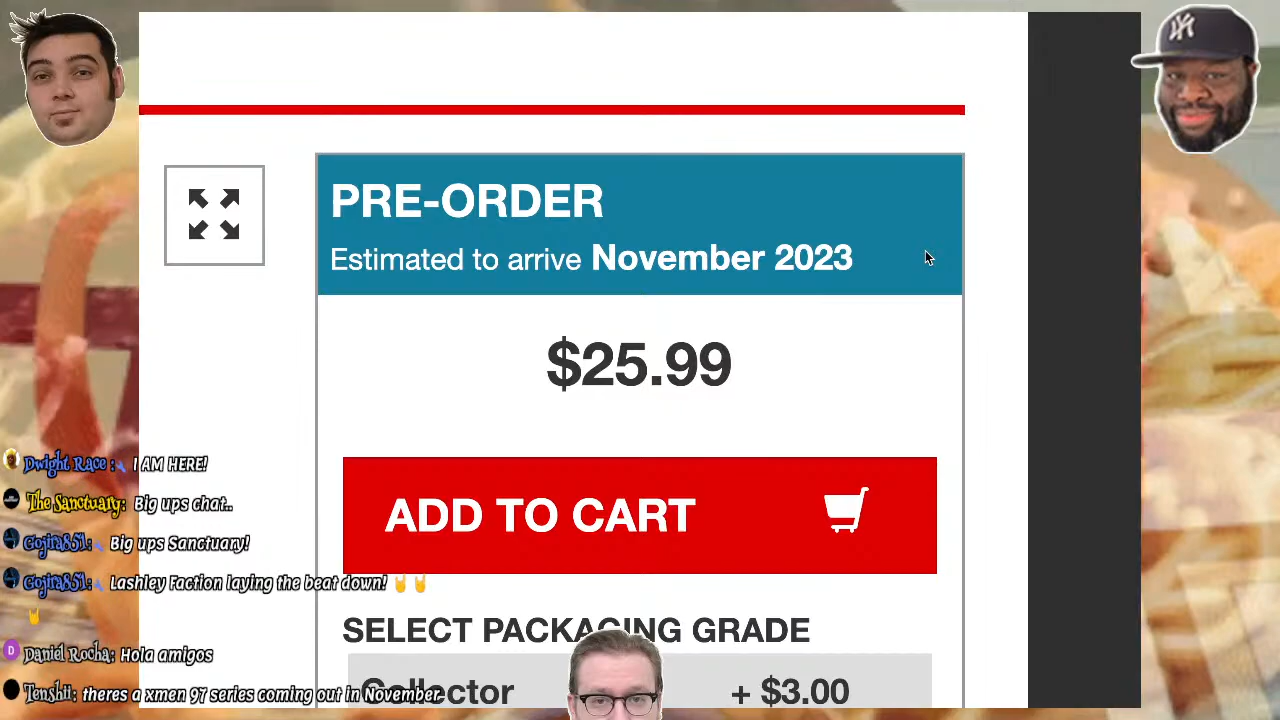 PRE-ORDER
Estimated to arrive November 2023
$25.99
ADD TO CART
SELECT PACKAGING GRADE
Collector + $3.00
Dwight Race: I AM HERE!
The Sanctuary: Big ups chat..
Gojira851: Big ups Sanctuary!
Gojira851: Lashley Faction laying the beat down! 🤘🤘
🤘
D Daniel Rocha: Hola amigos
Tenshii: theres a xmen 97 series coming out in November